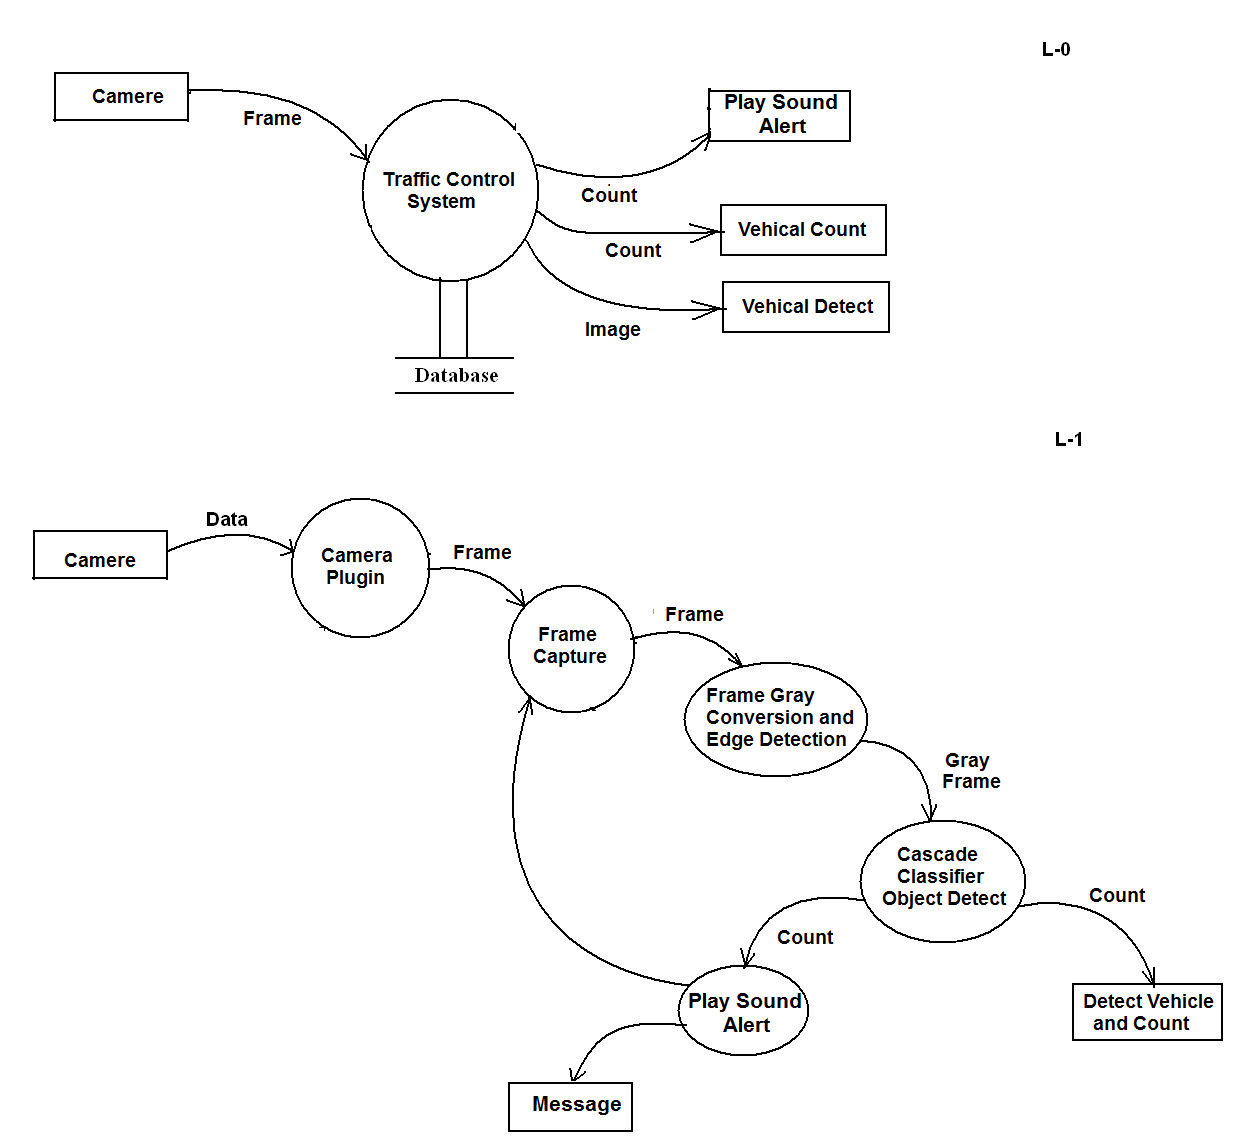 L-0
Camere
Frame
Play Sound
Alert
Traffic Control
System
Count
Vehical Count
Count
Vehical Detect
Image
Database
L-1
Data
Camere
Camera
Plugin
Frame
Frame
Capture
Frame
Frame Gray
Conversion and
Edge Detection
Gray
Frame
Cascade
Classifier
Object Detect
Count
Count
Play Sound
Alert
Detect Vehicle
and Count
Message